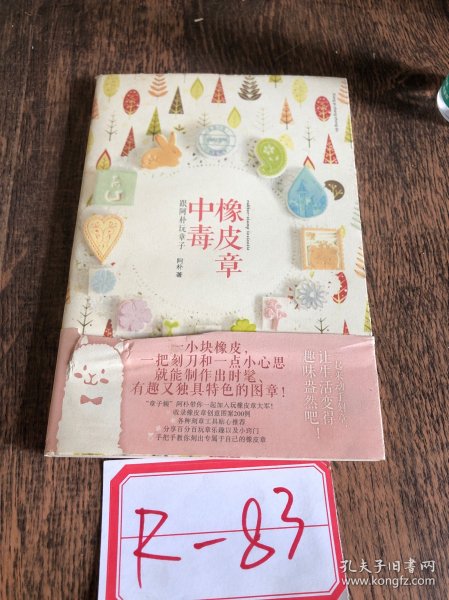 橡皮章
中毒
跟阿朴玩章子
阿朴 著
一小块橡皮，
一把刻刀和一点小心思
就能制作出时笔、
有趣又独具特色的图章！
“章子痴”阿朴带你一起加入玩橡皮章大军！
收录橡皮章创意图案200例
各种刻章工具贴心推荐
分享百分百玩章乐趣以及小窍门
手把手教你刻出专属于自己的橡皮章
让生活变得
趣味盎然吧！
R-83
孔夫子旧书网
www.kongfz.com